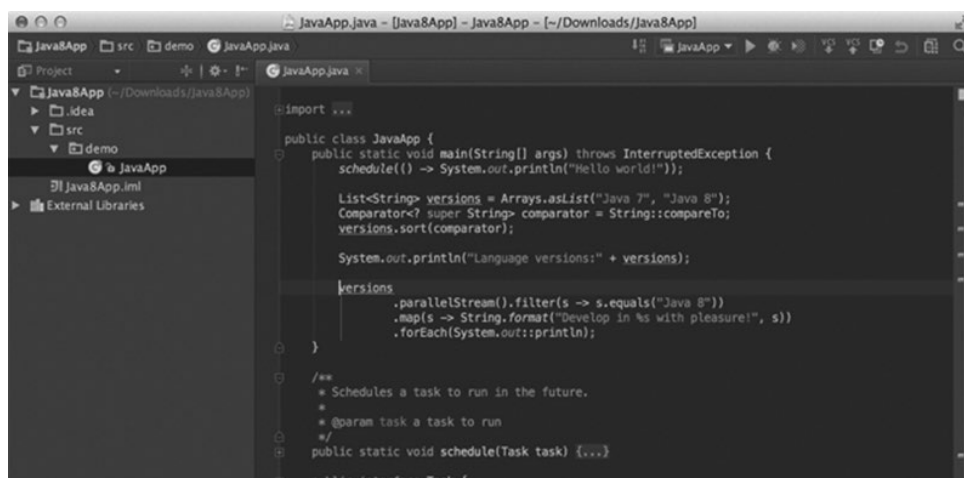 JavaApp.java - [Java8App] - Java8App - [~/Downloads/Java8App]
Java8App src demo JavaApp.java JavaApp VCS VCS
Project JavaApp.java
Java8App (~/Downloads/Java8App)
.idea
src
demo
JavaApp
Java8App.iml
External Libraries
import ...
public class JavaApp {
public static void main(String[] args) throws InterruptedException {
schedule(() -> System.out.println("Hello world!"));
List<String> versions = Arrays.asList("Java 7", "Java 8");
Comparator<? super String> comparator = String::compareTo;
versions.sort(comparator);
System.out.println("Language versions:" + versions);
versions
.parallelStream().filter(s -> s.equals("Java 8"))
.map(s -> String.format("Develop in %s with pleasure!", s))
.forEach(System.out::println);
}
/**
* Schedules a task to run in the future.
*
* @param task a task to run
*/
public static void schedule(Task task) {...}